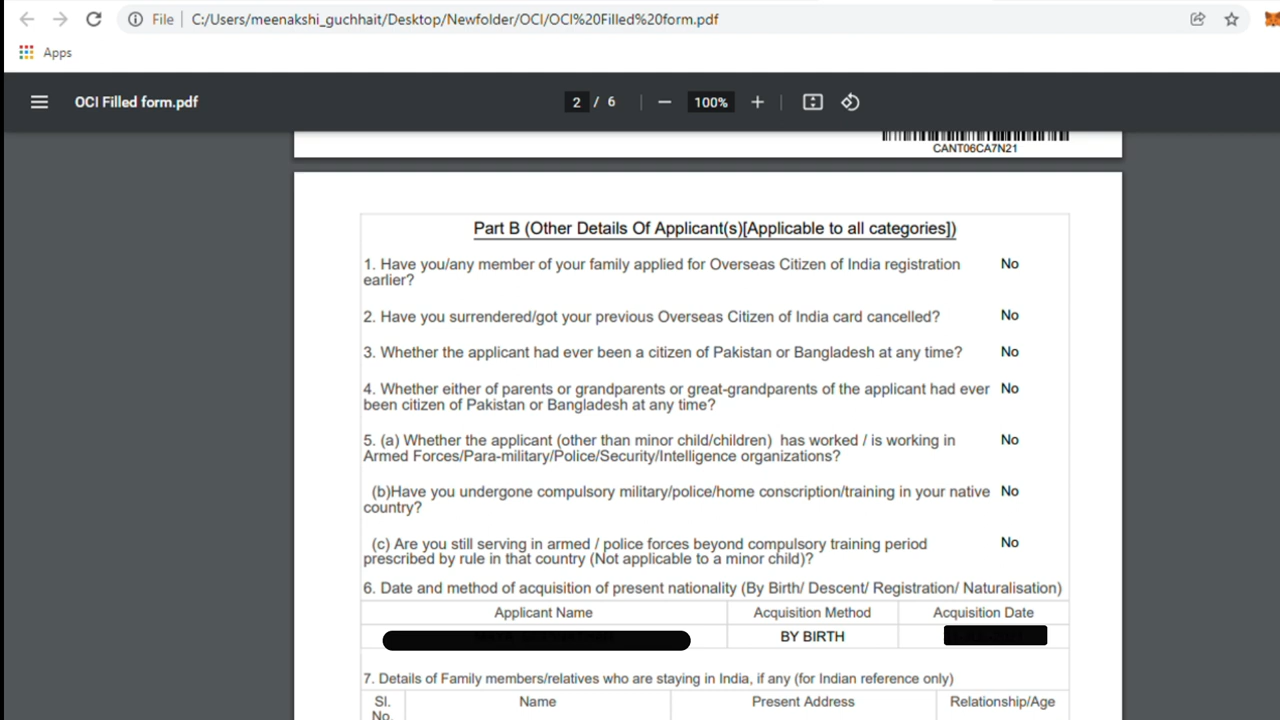 File C:/Users/meenakshi_guchhait/Desktop/Newfolder/OCI/OCI%20Filled%20form.pdf
Apps
OCI Filled form.pdf 2 / 6 100%
CANT06CA7N21
Part B (Other Details Of Applicant(s)[Applicable to all categories])
1. Have you/any member of your family applied for Overseas Citizen of India registration No
earlier?
2. Have you surrendered/got your previous Overseas Citizen of India card cancelled? No
3. Whether the applicant had ever been a citizen of Pakistan or Bangladesh at any time? No
4. Whether either of parents or grandparents or great-grandparents of the applicant had ever No
been citizen of Pakistan or Bangladesh at any time?
5. (a) Whether the applicant (other than minor child/children) has worked / is working in No
Armed Forces/Para-military/Police/Security/Intelligence organizations?
(b)Have you undergone compulsory military/police/home conscription/training in your native No
country?
(c) Are you still serving in armed / police forces beyond compulsory training period No
prescribed by rule in that country (Not applicable to a minor child)?
6. Date and method of acquisition of present nationality (By Birth/ Descent/ Registration/ Naturalisation)
Applicant Name Acquisition Method Acquisition Date
BY BIRTH
7. Details of Family members/relatives who are staying in India, if any (for Indian reference only)
Sl. Name Present Address Relationship/Age
No.